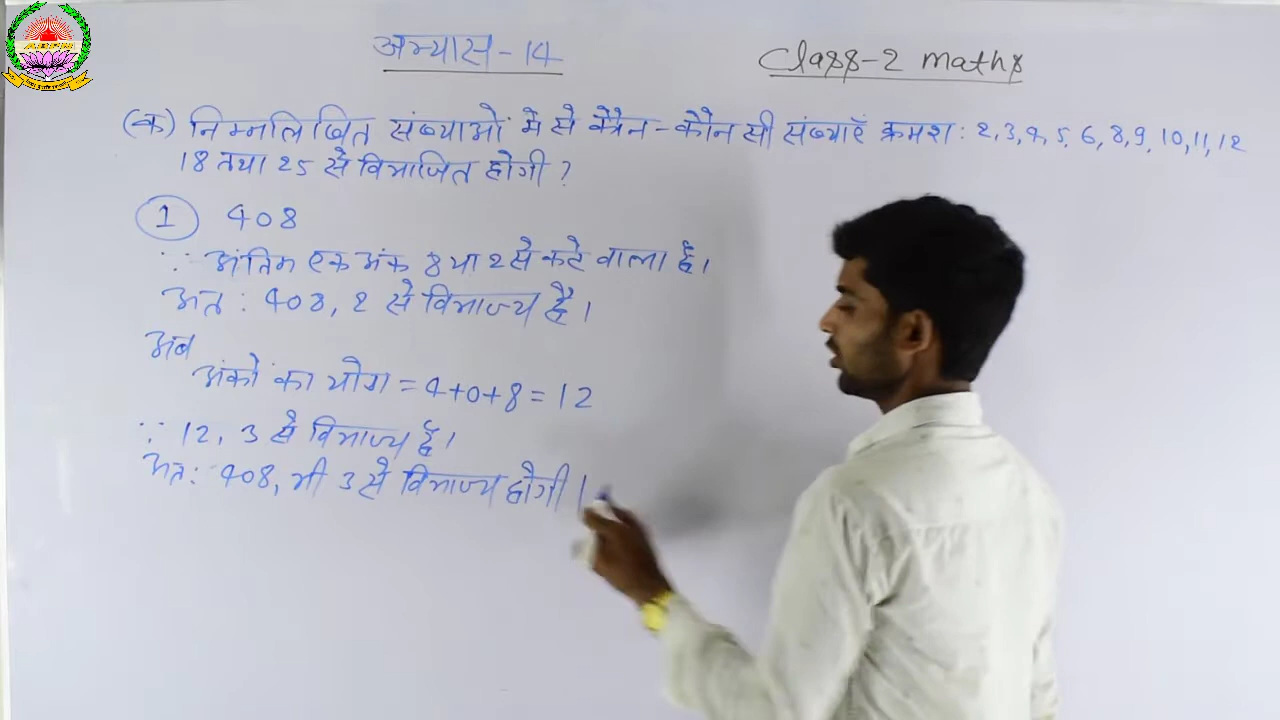 अभ्यास-14
Class-2 maths
(क) निम्नलिखित संख्याओं में से कौन-कौन सी संख्याएँ क्रमश: 2,3,4,5,6,8,9,10,11,12
18 तथा 25 से विभाजित होगी ?
1 408
∵ अंतिम एक अंक 8 या 2 से कटे वाला है।
अत: 408, 2 से विभाज्य है।
अब
अंकों का योग = 4+0+8 = 12
∵ 12, 3 से विभाज्य है।
अत: 408, भी 3 से विभाज्य होगी।